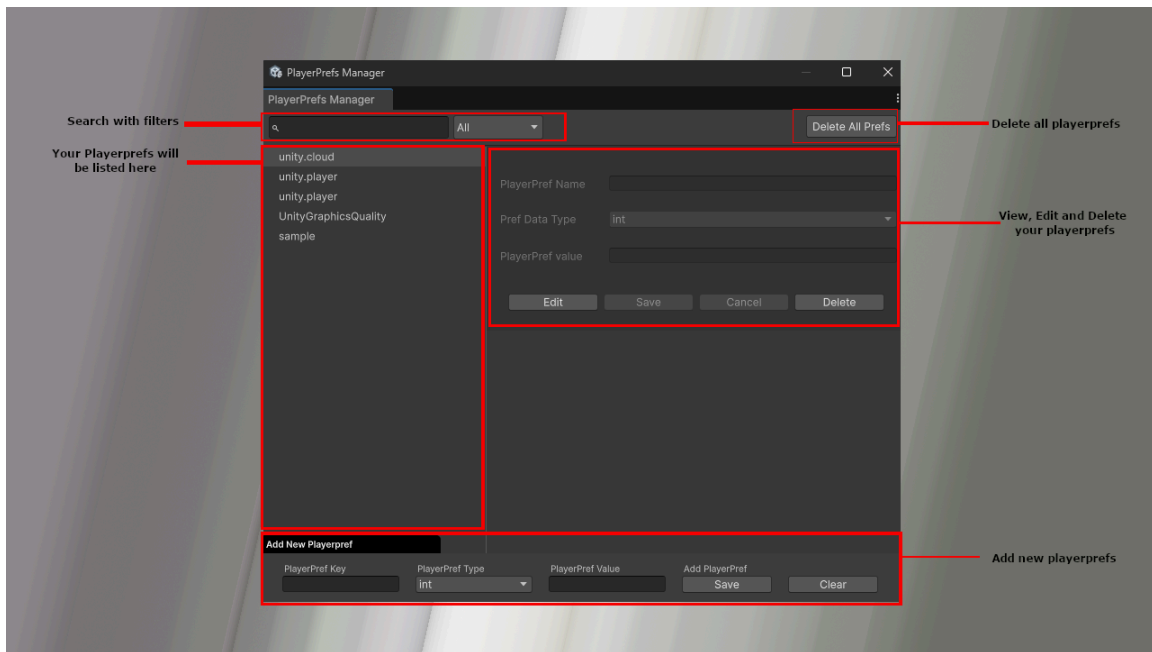 PlayerPrefs Manager
PlayerPrefs Manager
Search with filters
All
Delete All Prefs
Delete all playerprefs
Your Playerprefs will
be listed here
unity.cloud
unity.player
unity.player
UnityGraphicsQuality
sample
PlayerPref Name
Pref Data Type
int
PlayerPref value
Edit
Save
Cancel
Delete
View, Edit and Delete
your playerprefs
Add New Playerpref
PlayerPref Key
PlayerPref Type
PlayerPref Value
Add PlayerPref
int
Save
Clear
Add new playerprefs